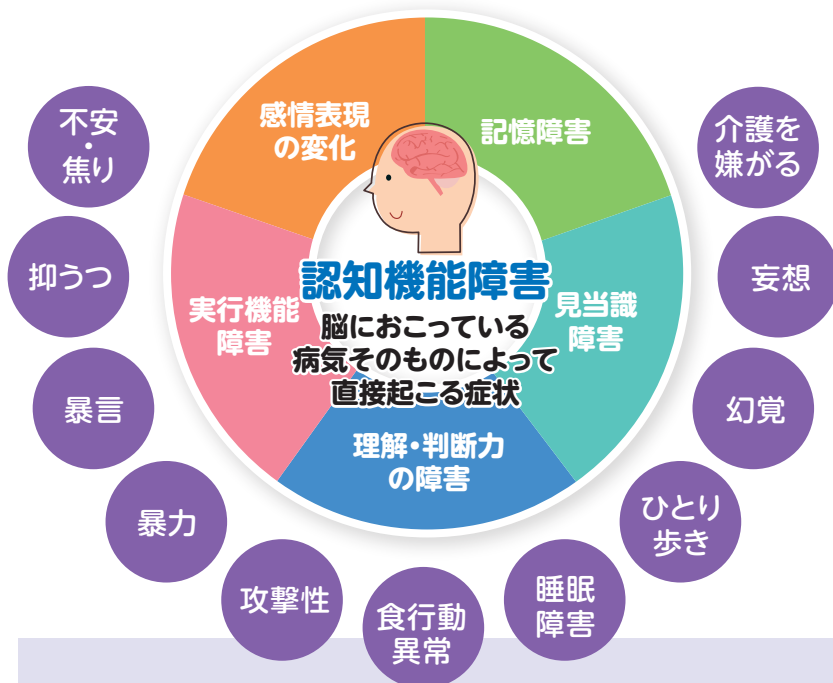 感情表現
の変化
記憶障害
見当識
障害
理解・判断力
の障害
実行機能
障害
認知機能障害
脳におこっている
病気そのものによって
直接起こる症状
不安
・
焦り
抑うつ
暴言
暴力
攻撃性
食行動
異常
睡眠
障害
ひとり
歩き
幻覚
妄想
介護を
嫌がる